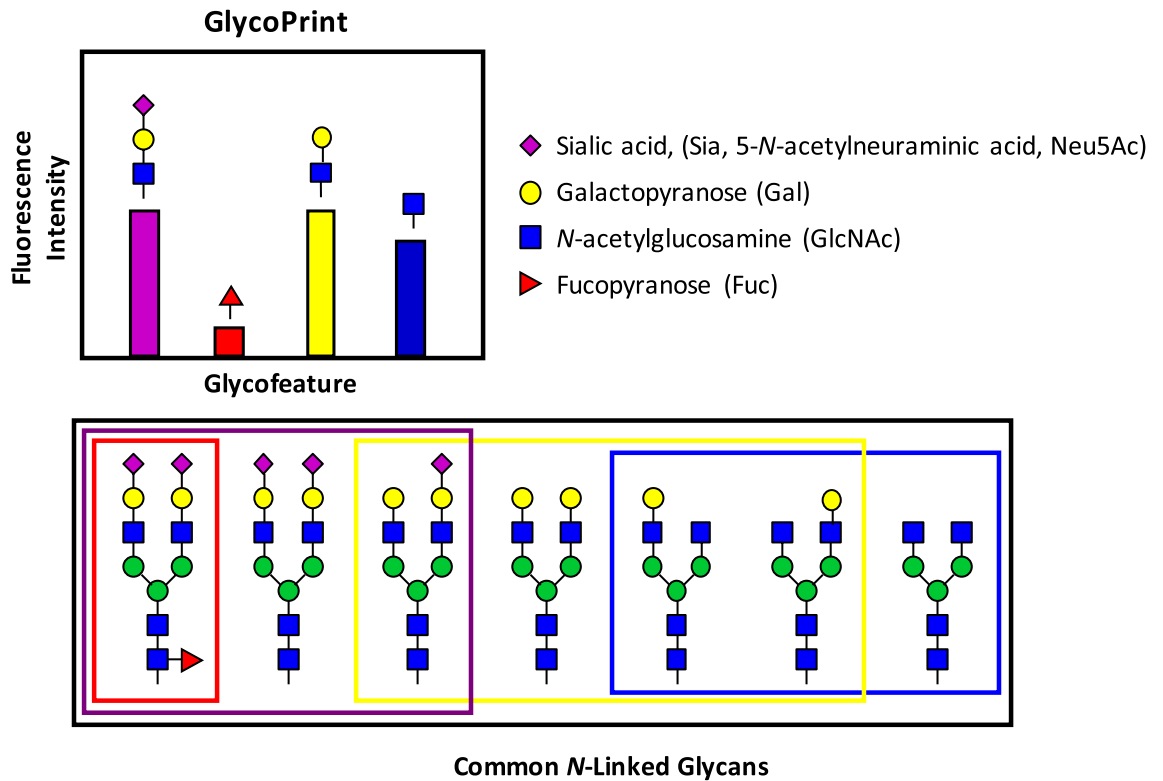 GlycoPrint
Fluorescence
Intensity
Glycofeature
Sialic acid, (Sia, 5-N-acetylneuraminic acid, Neu5Ac)
Galactopyranose (Gal)
N-acetylglucosamine (GlcNAc)
Fucopyranose (Fuc)
Common N-Linked Glycans